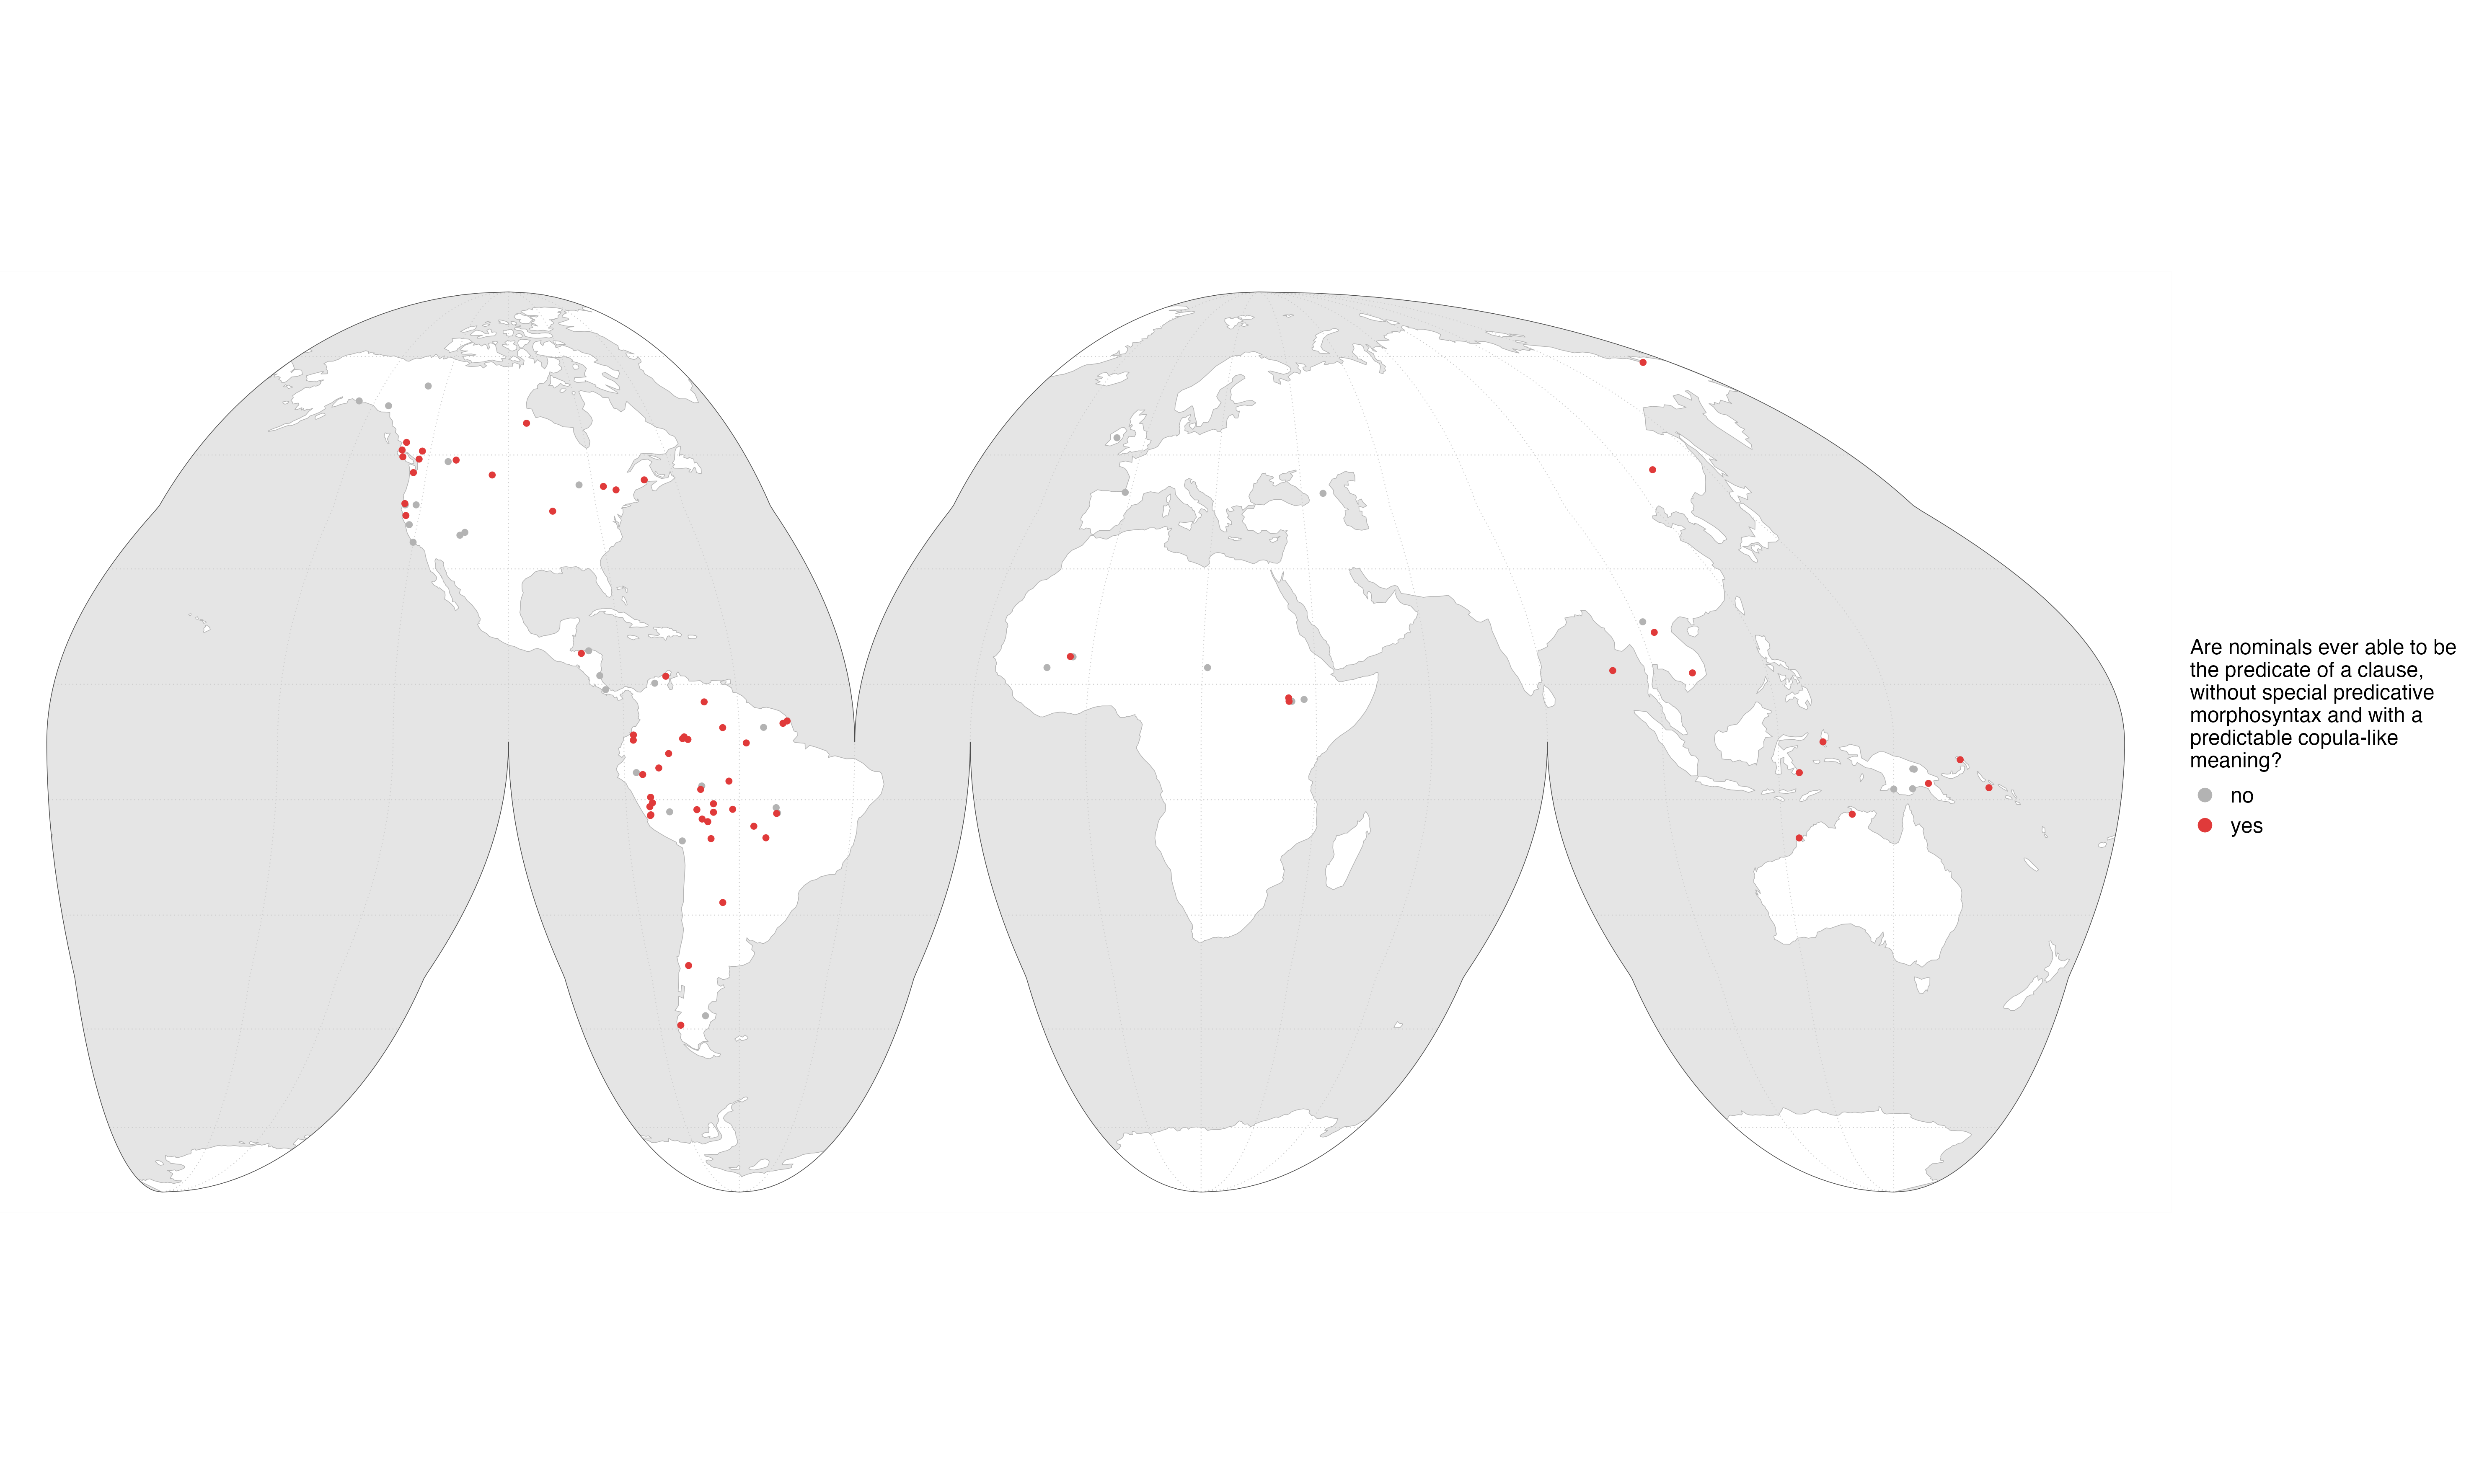 Are nominals ever able to be
the predicate of a clause,
without special predicative
morphosyntax and with a
predictable copula-like
meaning?
no
yes